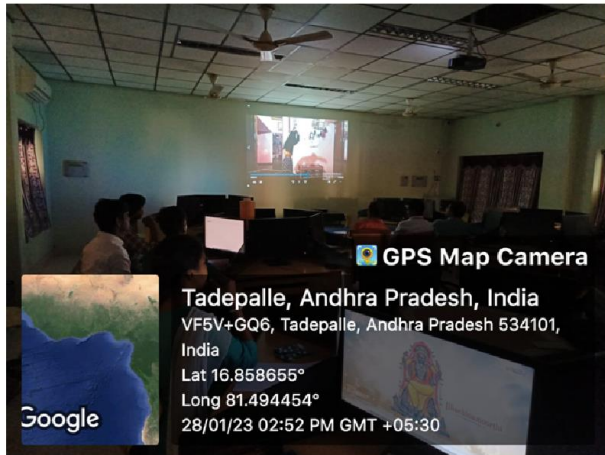 GPS Map Camera
Tadepalle, Andhra Pradesh, India
VF5V+GQ6, Tadepalle, Andhra Pradesh 534101,
India
Lat 16.858655°
Long 81.494454°
28/01/23 02:52 PM GMT +05:30
Google